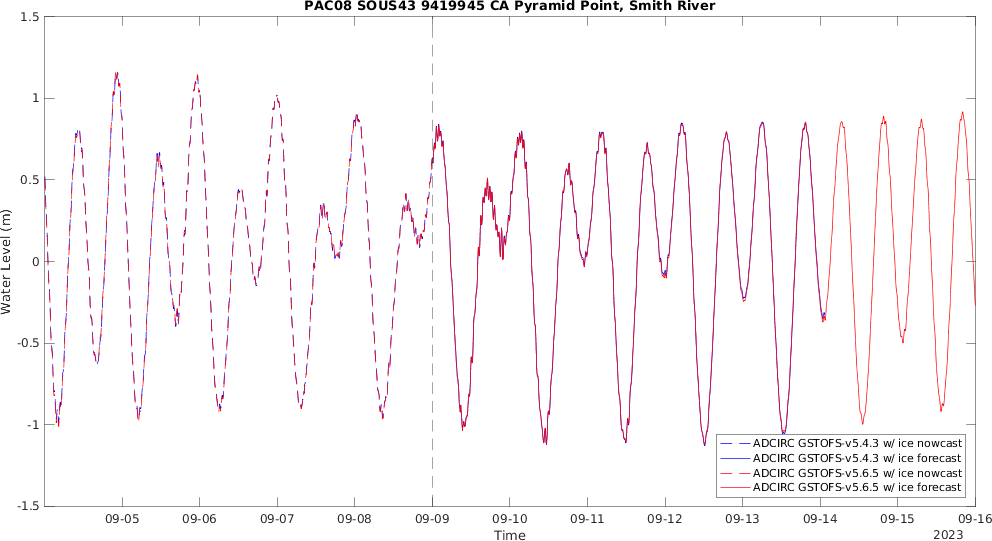 PAC08 SOUS43 9419945 CA Pyramid Point, Smith River
1.5
1
0.5
0
-0.5
-1
-1.5
Water Level (m)
ADCIRC GSTOFS-v5.4.3 w/ ice nowcast
ADCIRC GSTOFS-v5.4.3 w/ ice forecast
ADCIRC GSTOFS-v5.6.5 w/ ice nowcast
ADCIRC GSTOFS-v5.6.5 w/ ice forecast
09-05 09-06 09-07 09-08 09-09 09-10 09-11 09-12 09-13 09-14 09-15 09-16
Time
2023